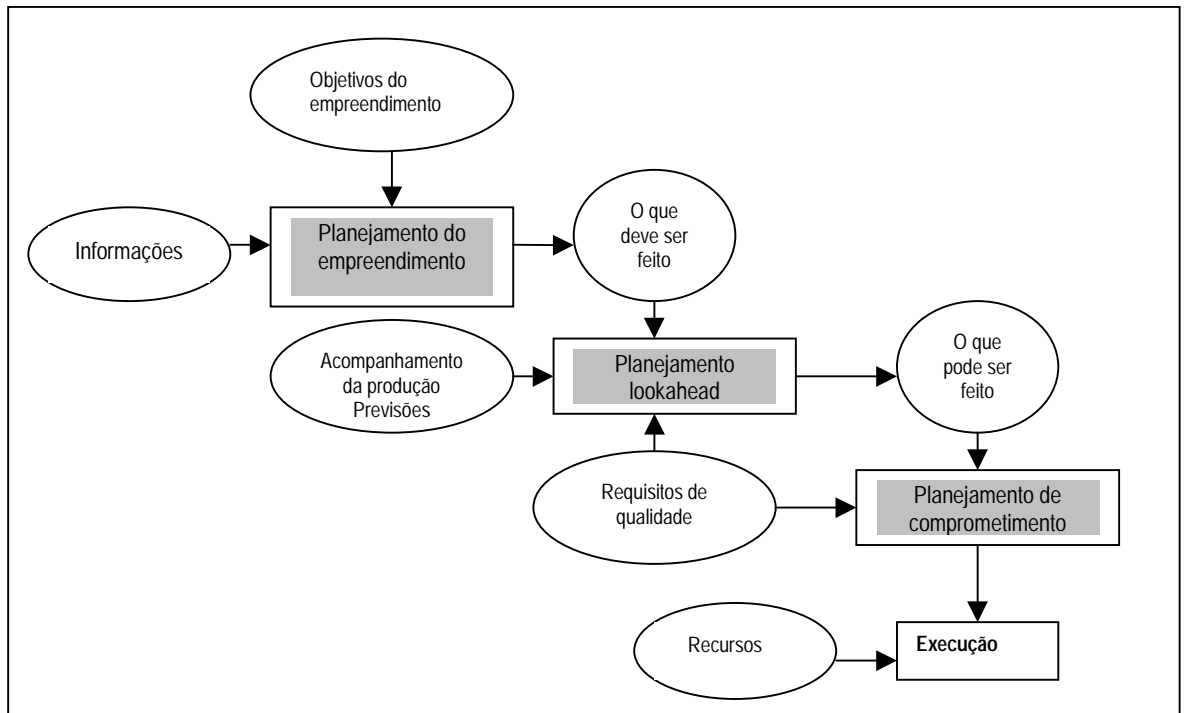 Objetivos do
empreendimento
Informações
Planejamento do
empreendimento
O que
deve ser
feito
Acompanhamento
da produção
Previsões
Planejamento
lookahead
O que
pode ser
feito
Requisitos de
qualidade
Planejamento de
comprometimento
Recursos
Execução